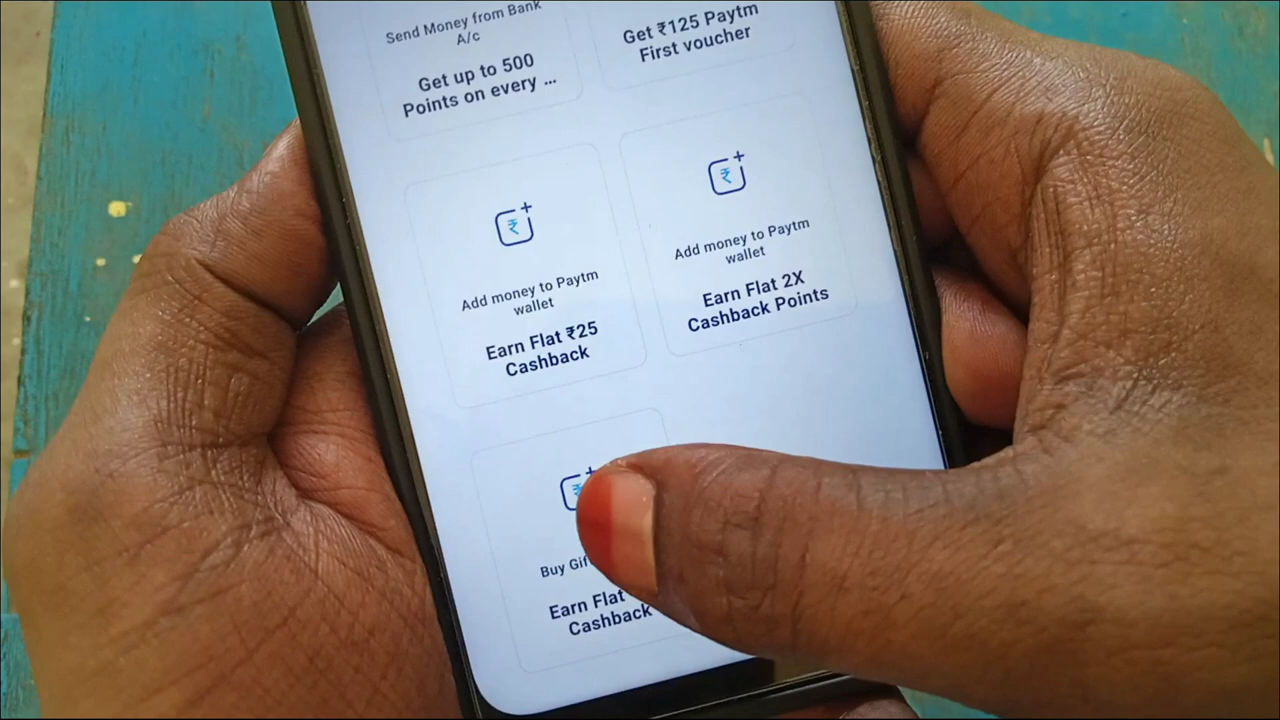 Send Money from Bank
A/c
Get up to 500
Points on every ...
Get ₹125 Paytm
First voucher
Add money to Paytm
wallet
Earn Flat ₹25
Cashback
Add money to Paytm
wallet
Earn Flat 2X
Cashback Points
Buy
Earn Flat
Cashback